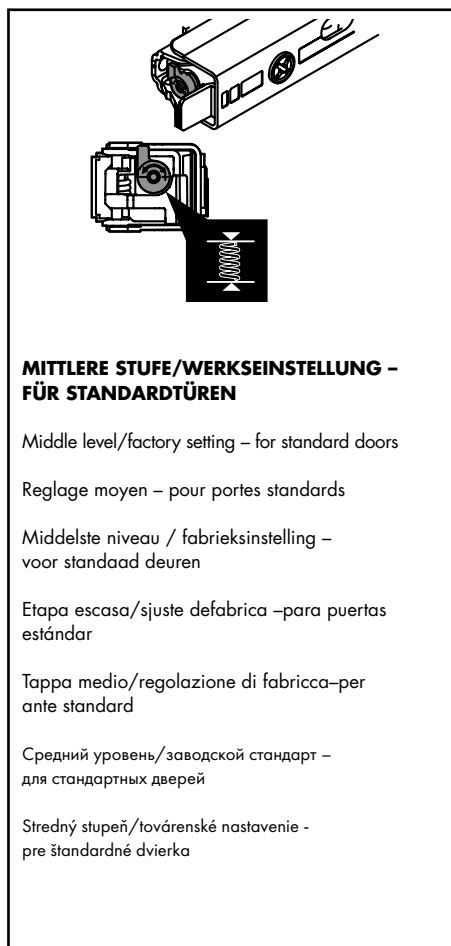 MITTLERE STUFE/WERKSEINSTELLUNG –
FÜR STANDARDTÜREN
Middle level/factory setting – for standard doors
Reglage moyen – pour portes standards
Middelste niveau / fabrieksinstelling –
voor standaad deuren
Etapa escasa/sjuste defabrica –para puertas
estándar
Tappa medio/regolazione di fabricca–per
ante standard
Средний уровень/заводской стандарт –
для стандартных дверей
Stredný stupeň/továrenské nastavenie -
pre štandardné dvierka